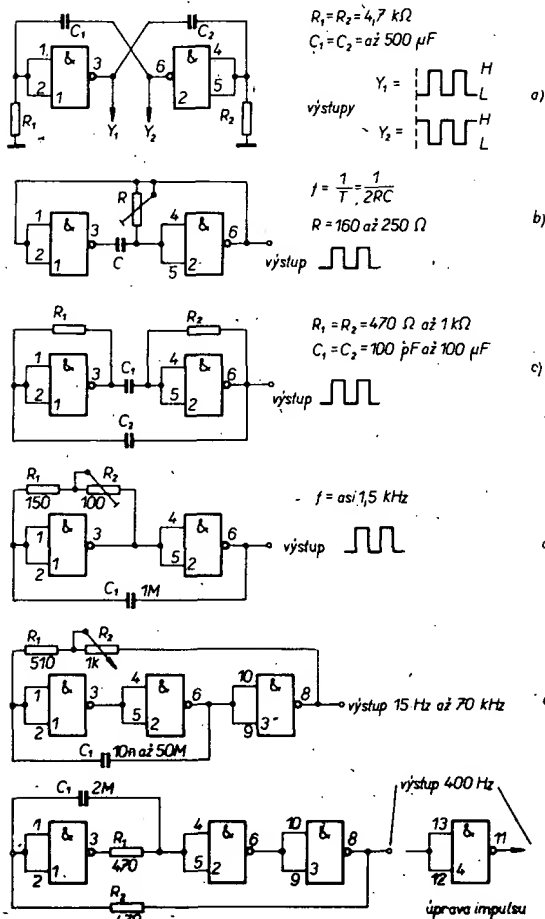 C₁ C₂
1 & 3 6 & 4
2 1 2 5
R₁ Y₁ Y₂ R₂
R₁=R₂=4,7 kΩ
C₁=C₂= až 500 μF
Y₁ = H
L
výstupy
Y₂ = H
L
a)
R
1 & 3 C 4 & 6
2 1 5 2
výstup
f = 1/T = 1/2RC
R = 160 až 250 Ω
b)
R₁ R₂
1 & 3 C₁ 4 & 6
2 1 5 2
C₂
výstup
R₁ = R₂ = 470 Ω až 1 kΩ
C₁ = C₂ = 100 pF až 100 μF
c)
R₁ R₂
150 100
1 & 3 4 & 6
2 1 5 2
C₁ 1M
f = asi 1,5 kHz
výstup
R₁ R₂
510 1k
1 & 3 4 & 6 10 & 8
2 1 5 2 9 3
C₁ 10n až 50M
výstup 15 Hz až 70 kHz
C₁ 2M
1 & 3 R₁ 4 & 6 10 & 8 13 & 11
2 1 470 5 2 9 3 12 4
R₂
výstup 400 Hz
úprava impulsu